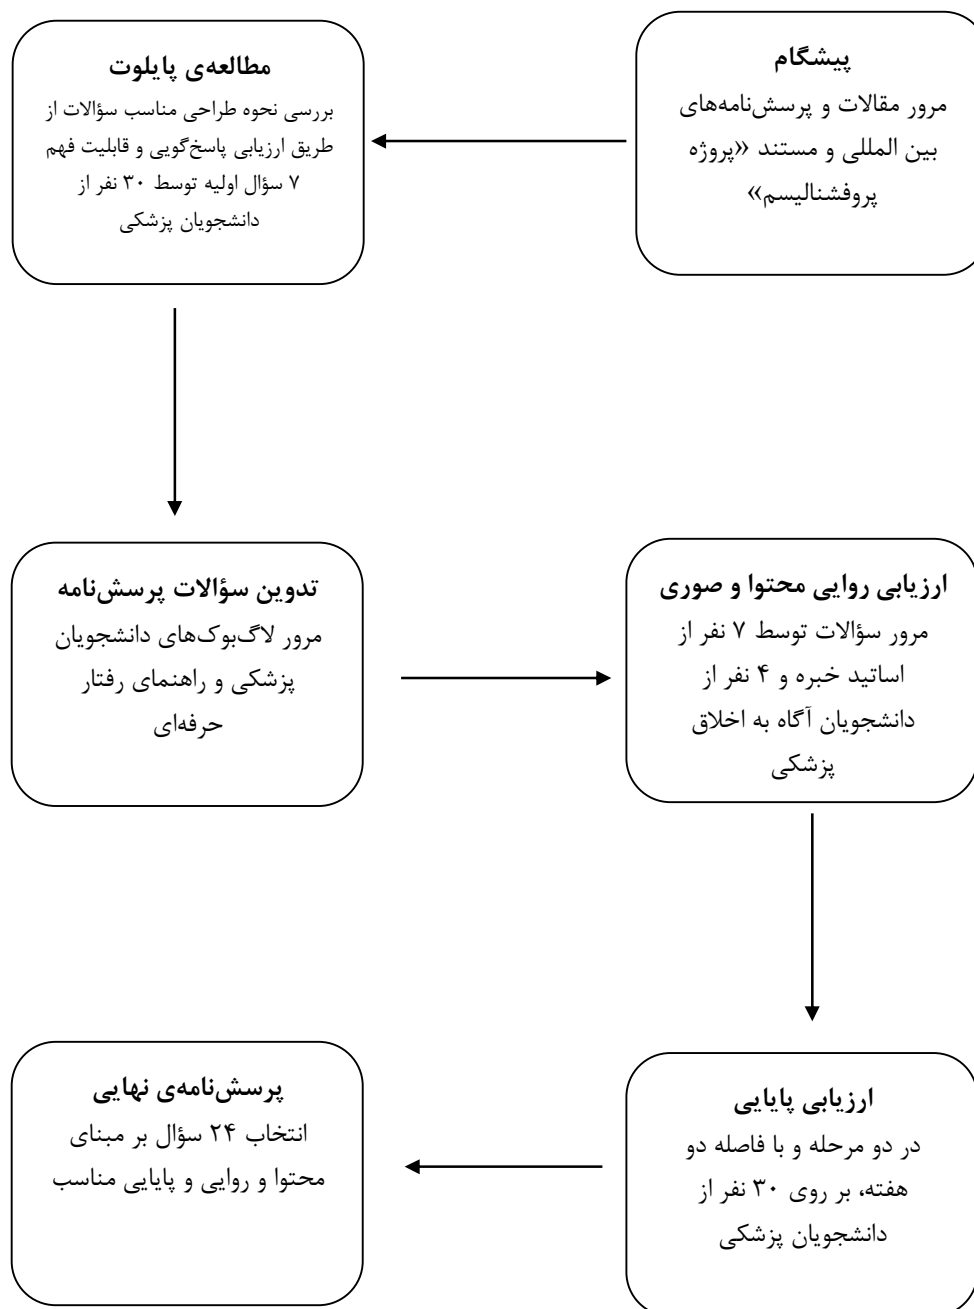 پیشگام
مرور مقالات و پرسش‌نامه‌های
بین المللی و مستند «پروژه
پروفشنالیسم»
مطالعه‌ی پایلوت
بررسی نحوه طراحی مناسب سؤالات از
طریق ارزیابی پاسخ‌گویی و قابلیت فهم
۷ سؤال اولیه توسط ۳۰ نفر از
دانشجویان پزشکی
تدوین سؤالات پرسش‌نامه
مرور لاگ‌بوک‌های دانشجویان
پزشکی و راهنمای رفتار
حرفه‌ای
ارزیابی روایی محتوا و صوری
مرور سؤالات توسط ۷ نفر از
اساتید خبره و ۴ نفر از
دانشجویان آگاه به اخلاق
پزشکی
ارزیابی پایایی
در دو مرحله و با فاصله دو
هفته، بر روی ۳۰ نفر از
دانشجویان پزشکی
پرسش‌نامه‌ی نهایی
انتخاب ۲۴ سؤال بر مبنای
محتوا و روایی و پایایی مناسب